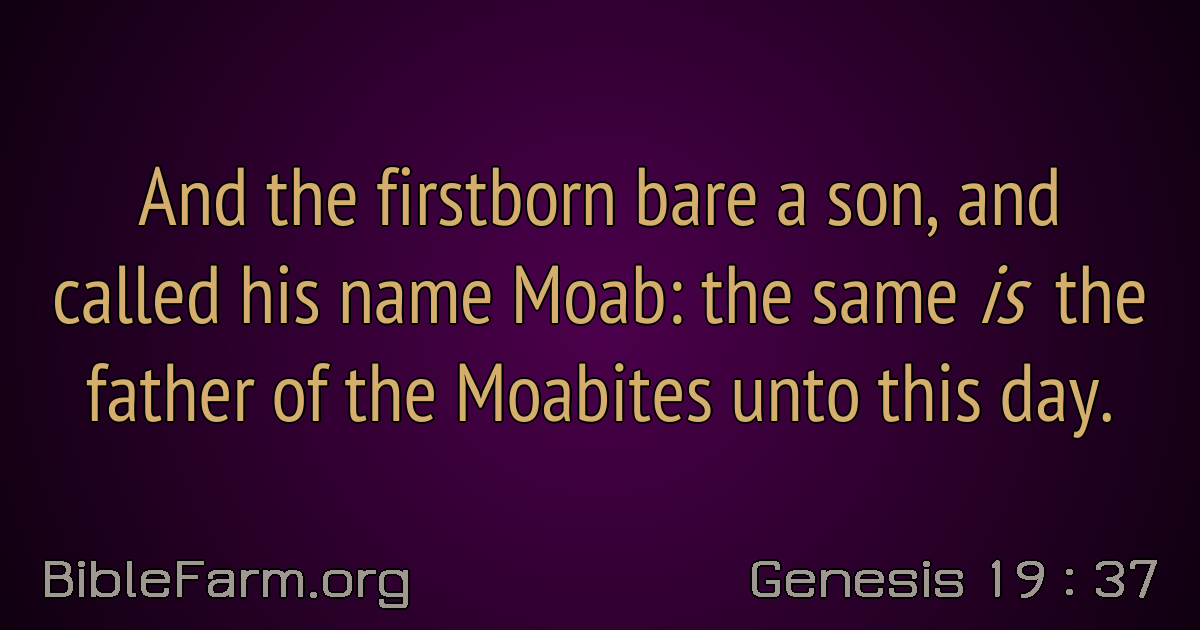 And the firstborn bare a son, and
called his name Moab: the same is the
father of the Moabites unto this day.
BibleFarm.org
Genesis 19 : 37